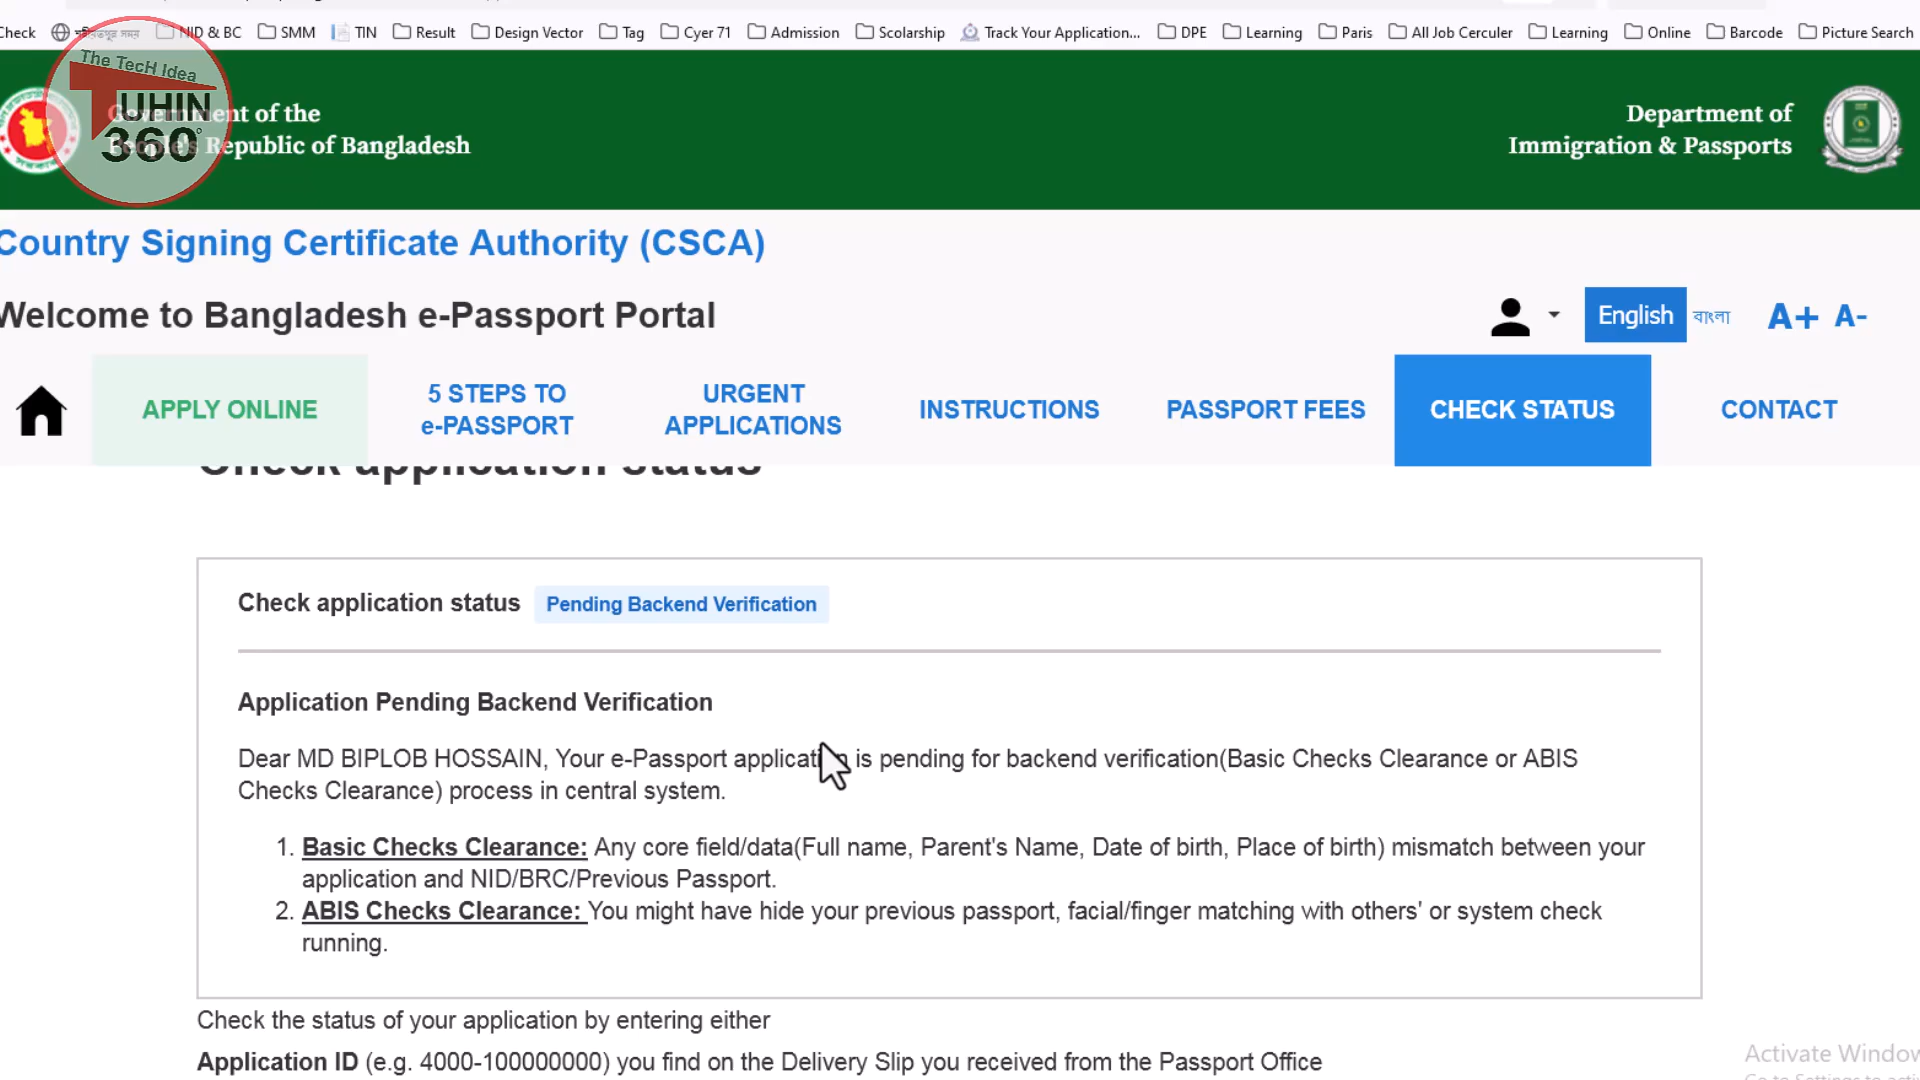 Check শরীয়তপুর সময় NID & BC SMM TIN Result Design Vector Tag Cyer 71 Admission Scolarship Track Your Application... DPE Learning Paris All Job Cerculer Learning Online Barcode Picture Search
The TecH Idea
TUHIN
360°
Government of the
People's Republic of Bangladesh
Department of
Immigration & Passports
Country Signing Certificate Authority (CSCA)
Welcome to Bangladesh e-Passport Portal
English বাংলা A+ A-
APPLY ONLINE
5 STEPS TO
e-PASSPORT
URGENT
APPLICATIONS
INSTRUCTIONS
PASSPORT FEES
CHECK STATUS
CONTACT
Check application status
Check application status Pending Backend Verification
Application Pending Backend Verification
Dear MD BIPLOB HOSSAIN, Your e-Passport application is pending for backend verification(Basic Checks Clearance or ABIS
Checks Clearance) process in central system.
1. Basic Checks Clearance: Any core field/data(Full name, Parent's Name, Date of birth, Place of birth) mismatch between your
application and NID/BRC/Previous Passport.
2. ABIS Checks Clearance: You might have hide your previous passport, facial/finger matching with others' or system check
running.
Check the status of your application by entering either
Application ID (e.g. 4000-100000000) you find on the Delivery Slip you received from the Passport Office
Activate Window